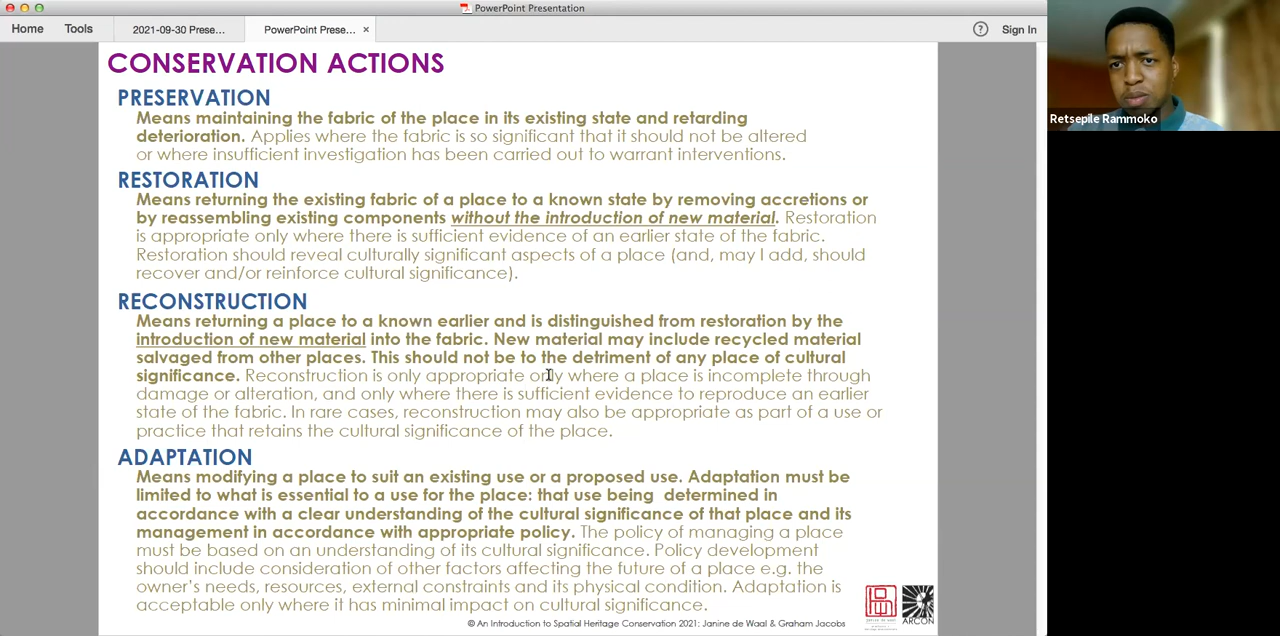 PowerPoint Presentation
Home Tools 2021-09-30 Prese... PowerPoint Prese... × ? Sign In
Retsepile Rammoko
CONSERVATION ACTIONS
PRESERVATION
Means maintaining the fabric of the place in its existing state and retarding
deterioration. Applies where the fabric is so significant that it should not be altered
or where insufficient investigation has been carried out to warrant interventions.
RESTORATION
Means returning the existing fabric of a place to a known state by removing accretions or
by reassembling existing components without the introduction of new material. Restoration
is appropriate only where there is sufficient evidence of an earlier state of the fabric.
Restoration should reveal culturally significant aspects of a place (and, may I add, should
recover and/or reinforce cultural significance).
RECONSTRUCTION
Means returning a place to a known earlier and is distinguished from restoration by the
introduction of new material into the fabric. New material may include recycled material
salvaged from other places. This should not be to the detriment of any place of cultural
significance. Reconstruction is only appropriate only where a place is incomplete through
damage or alteration, and only where there is sufficient evidence to reproduce an earlier
state of the fabric. In rare cases, reconstruction may also be appropriate as part of a use or
practice that retains the cultural significance of the place.
ADAPTATION
Means modifying a place to suit an existing use or a proposed use. Adaptation must be
limited to what is essential to a use for the place: that use being determined in
accordance with a clear understanding of the cultural significance of that place and its
management in accordance with appropriate policy. The policy of managing a place
must be based on an understanding of its cultural significance. Policy development
should include consideration of other factors affecting the future of a place e.g. the
owner's needs, resources, external constraints and its physical condition. Adaptation is
acceptable only where it has minimal impact on cultural significance.
ARCON
© An Introduction to Spatial Heritage Conservation 2021: Janine de Waal & Graham Jacobs